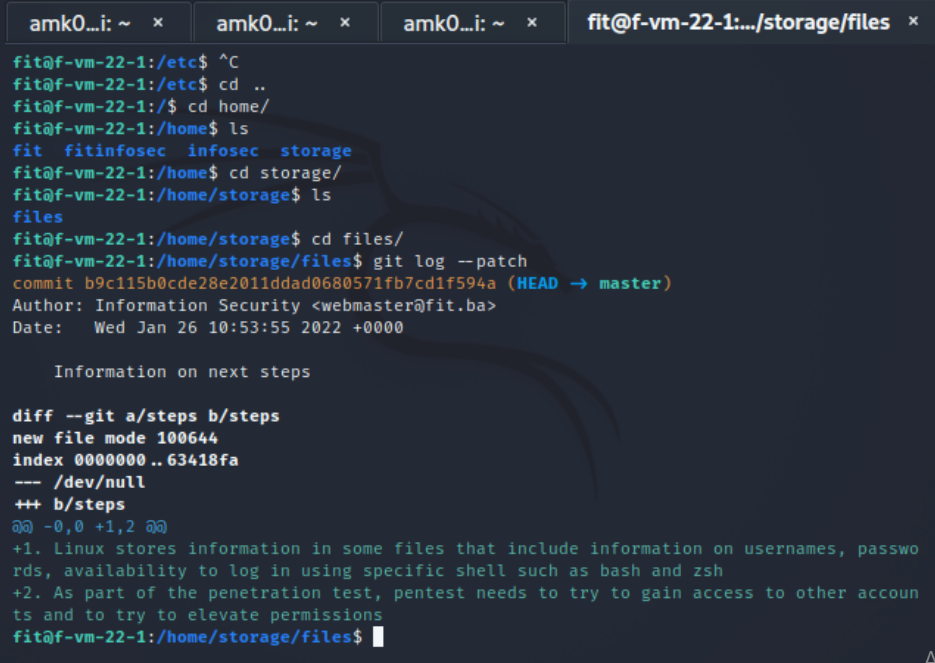 amk0...i: ~ × amk0...i: ~ × amk0...i: ~ × fit@f-vm-22-1:.../storage/files ×
fit@f-vm-22-1:/etc$ ^C
fit@f-vm-22-1:/etc$ cd ..
fit@f-vm-22-1:/$ cd home/
fit@f-vm-22-1:/home$ ls
fit fitinfosec infosec storage
fit@f-vm-22-1:/home$ cd storage/
fit@f-vm-22-1:/home/storage$ ls
files
fit@f-vm-22-1:/home/storage$ cd files/
fit@f-vm-22-1:/home/storage/files$ git log --patch
commit b9c115b0cde28e2011ddad0680571fb7cd1f594a (HEAD → master)
Author: Information Security <webmaster@fit.ba>
Date: Wed Jan 26 10:53:55 2022 +0000
Information on next steps
diff --git a/steps b/steps
new file mode 100644
index 0000000..63418fa
--- /dev/null
+++ b/steps
@@ -0,0 +1,2 @@
+1. Linux stores information in some files that include information on usernames, passwo
rds, availability to log in using specific shell such as bash and zsh
+2. As part of the penetration test, pentest needs to try to gain access to other accoun
ts and to try to elevate permissions
fit@f-vm-22-1:/home/storage/files$